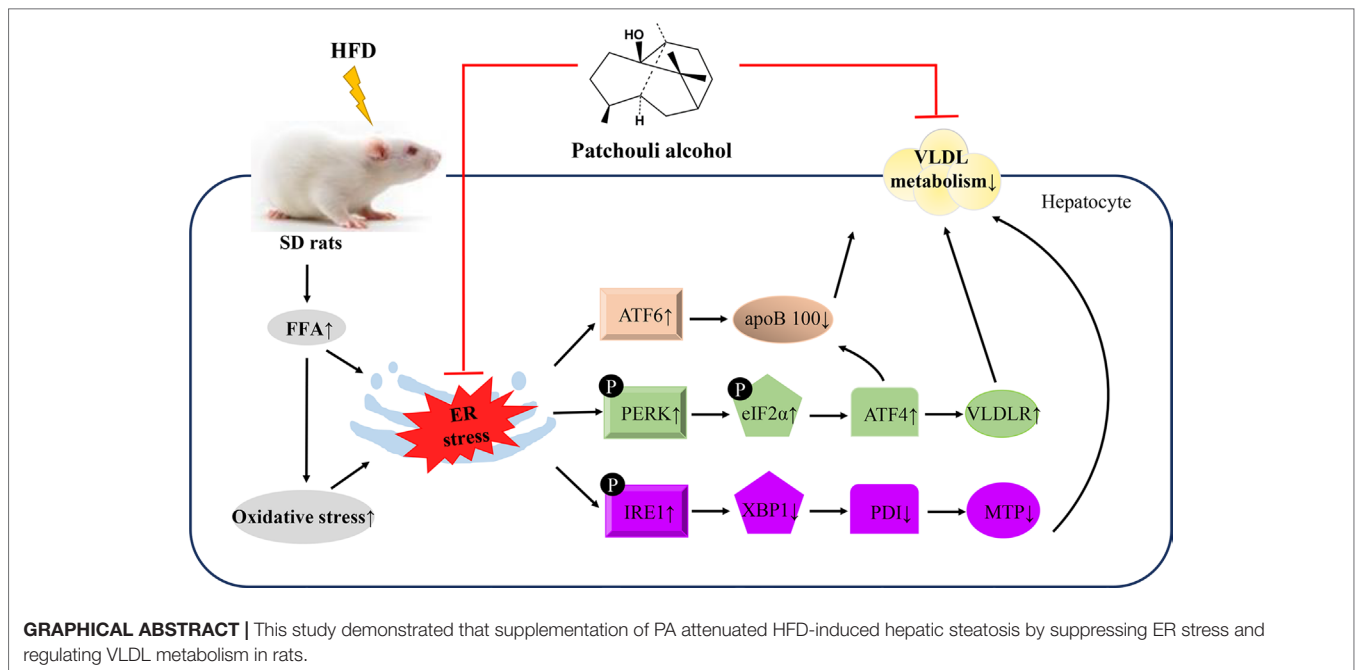 HFD
HO
H
Patchouli alcohol
VLDL
metabolism↓
Hepatocyte
SD rats
FFA↑
Oxidative stress↑
ER
stress
ATF6↑
apoB 100↓
P
PERK↑
P
eIF2α↑
ATF4↑
VLDLR↑
P
IRE1↑
XBP1↓
PDI↓
MTP↓
GRAPHICAL ABSTRACT | This study demonstrated that supplementation of PA attenuated HFD-induced hepatic steatosis by suppressing ER stress and
regulating VLDL metabolism in rats.